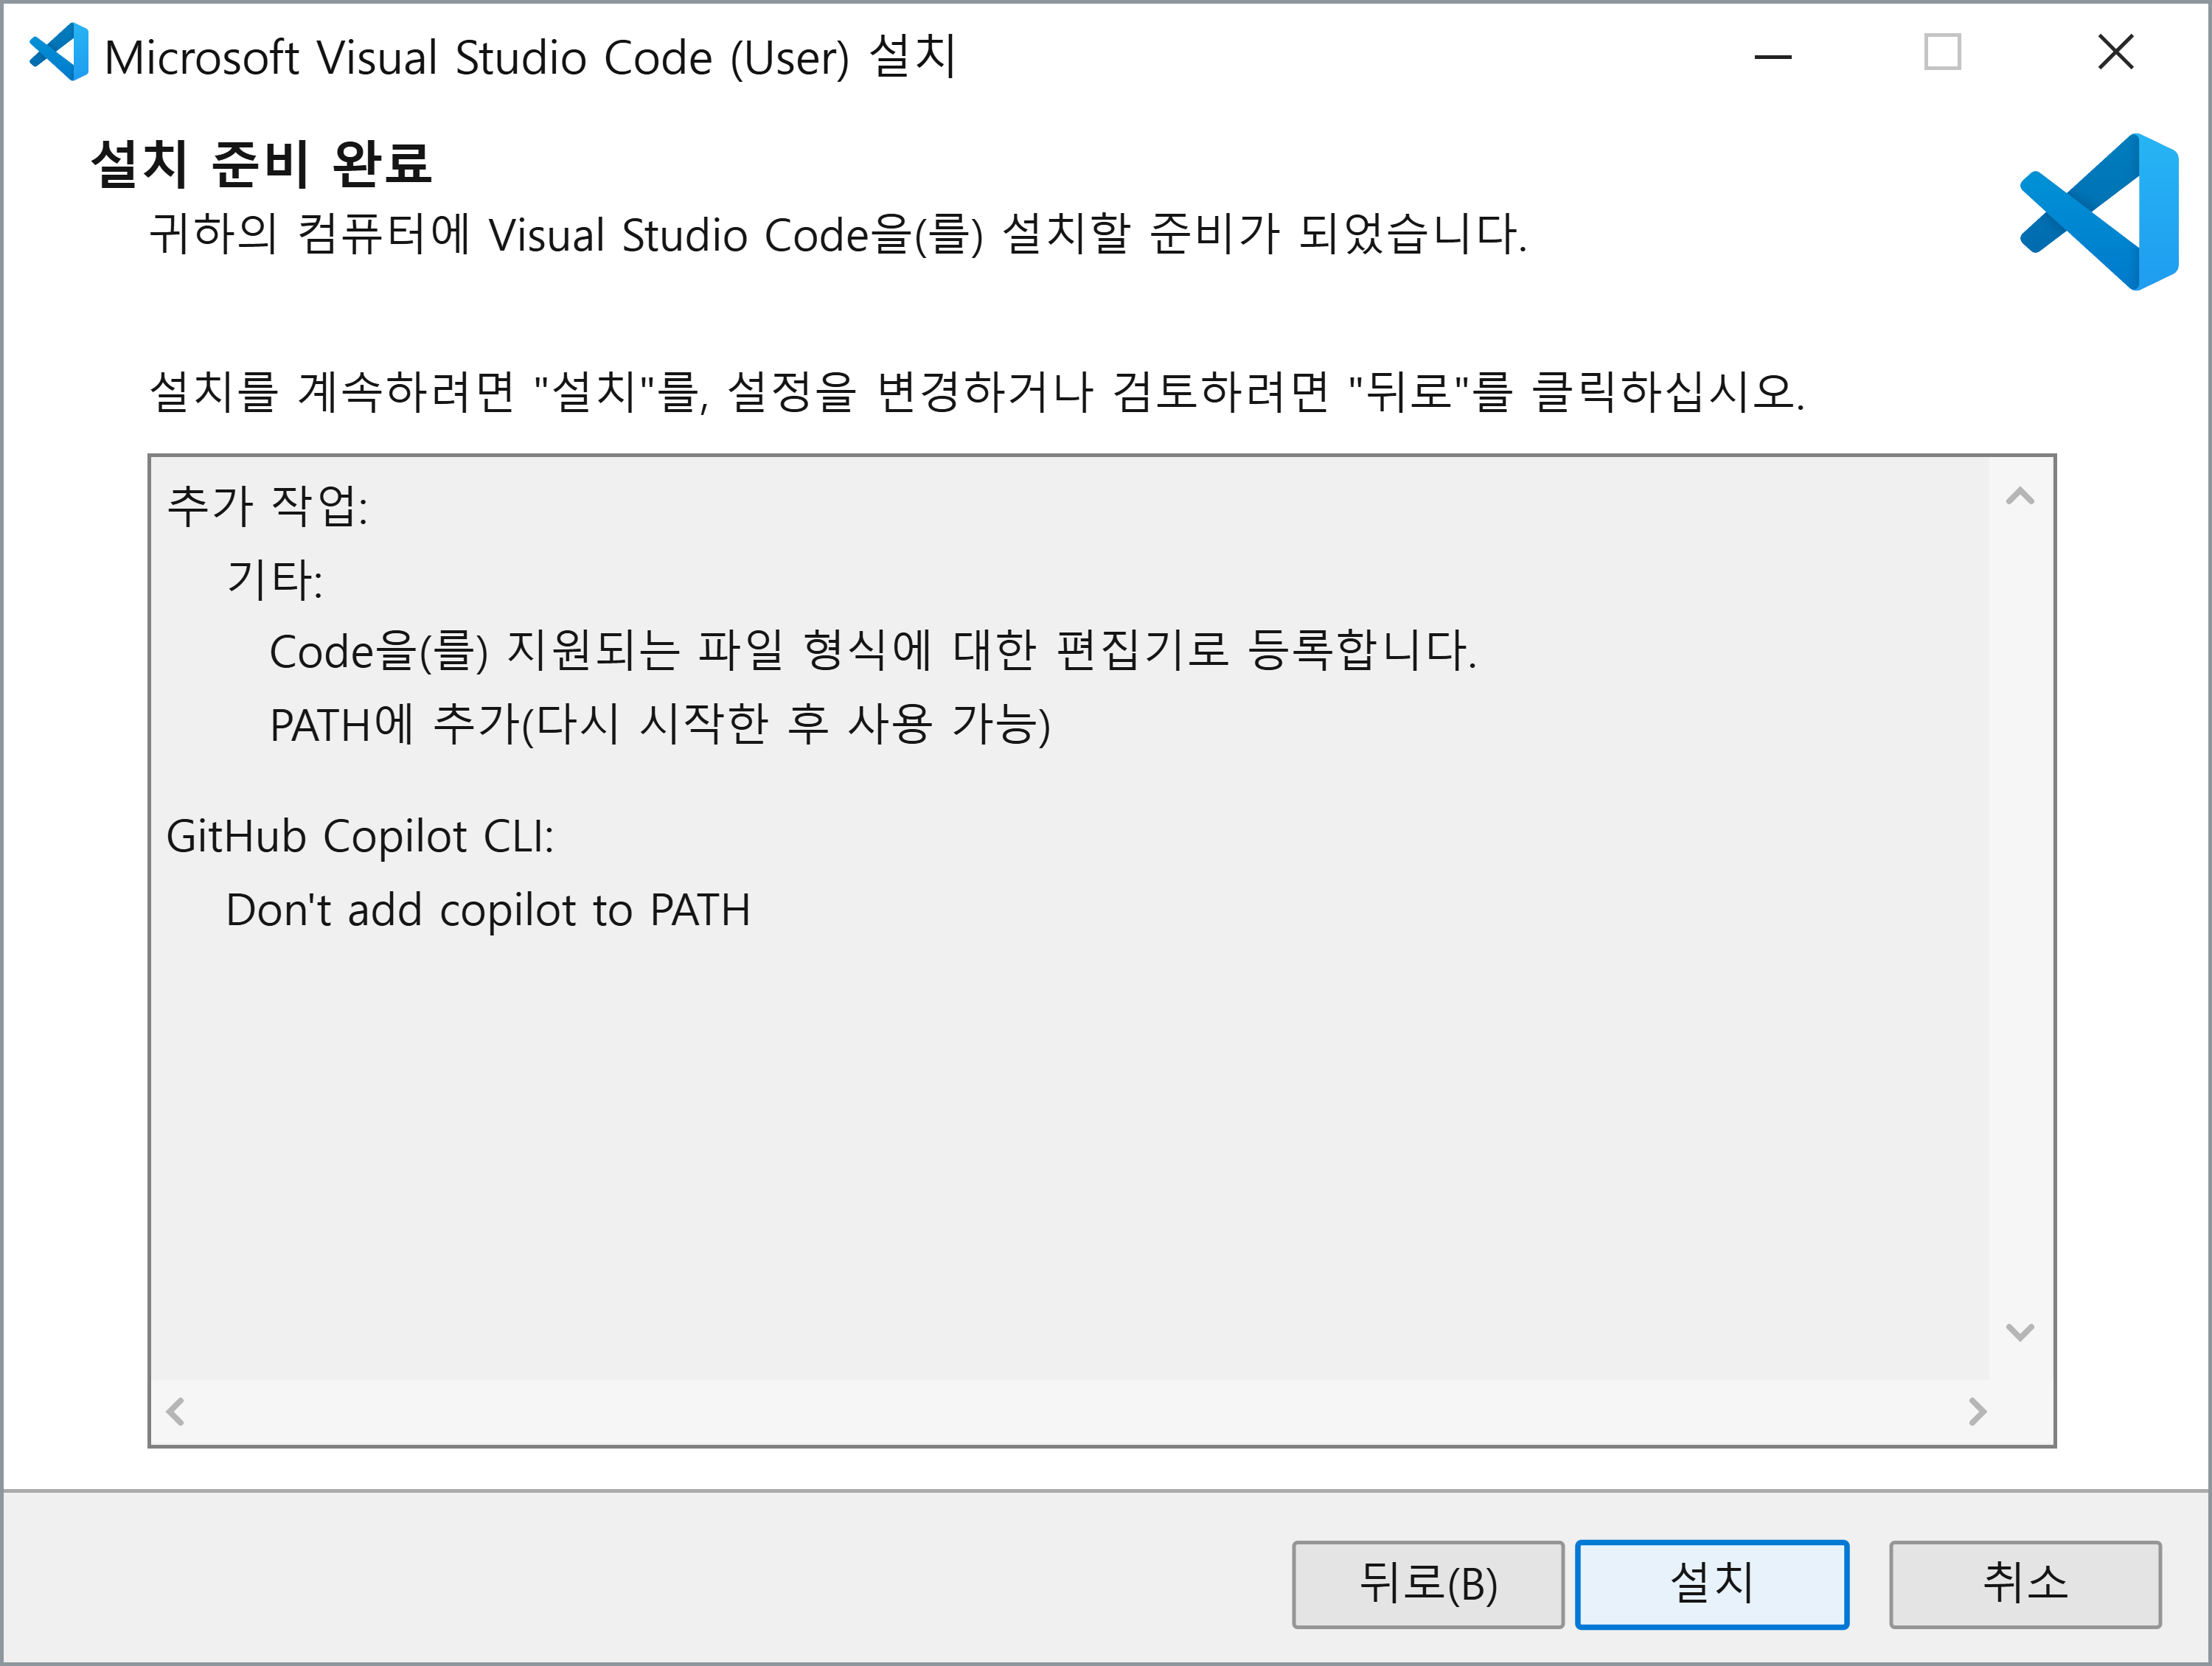 Microsoft Visual Studio Code (User) 설치
설치 준비 완료
귀하의 컴퓨터에 Visual Studio Code을(를) 설치할 준비가 되었습니다.
설치를 계속하려면 "설치"를, 설정을 변경하거나 검토하려면 "뒤로"를 클릭하십시오.
추가 작업:
기타:
Code을(를) 지원되는 파일 형식에 대한 편집기로 등록합니다.
PATH에 추가(다시 시작한 후 사용 가능)
GitHub Copilot CLI:
Don't add copilot to PATH
뒤로(B)
설치
취소